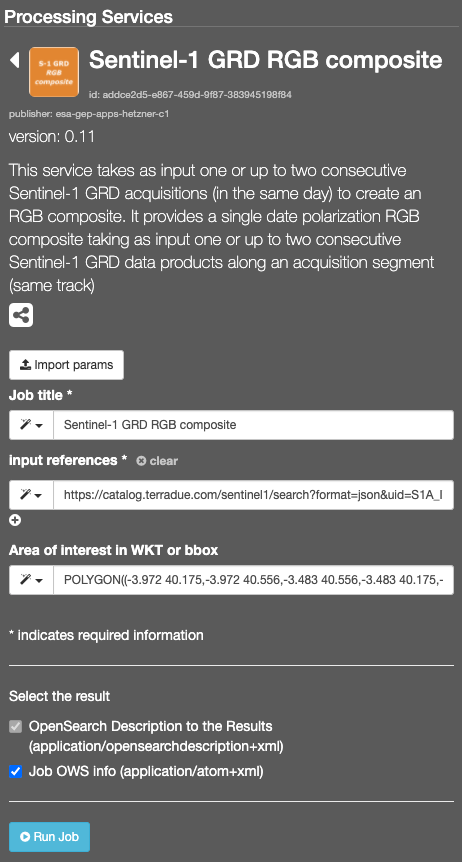 Processing Services
S-1 GRD
RGB
composite
Sentinel-1 GRD RGB composite
id: addce2d5-e867-459d-9f87-383945198f84
publisher: esa-gep-apps-hetzner-c1
version: 0.11
This service takes as input one or up to two consecutive
Sentinel-1 GRD acquisitions (in the same day) to create an
RGB composite. It provides a single date polarization RGB
composite taking as input one or up to two consecutive
Sentinel-1 GRD data products along an acquisition segment
(same track)
Import params
Job title *
Sentinel-1 GRD RGB composite
input references * clear
https://catalog.terradue.com/sentinel1/search?format=json&uid=S1A_I
Area of interest in WKT or bbox
POLYGON((-3.972 40.175,-3.972 40.556,-3.483 40.556,-3.483 40.175,-
* indicates required information
Select the result
OpenSearch Description to the Results
(application/opensearchdescription+xml)
Job OWS info (application/atom+xml)
Run Job